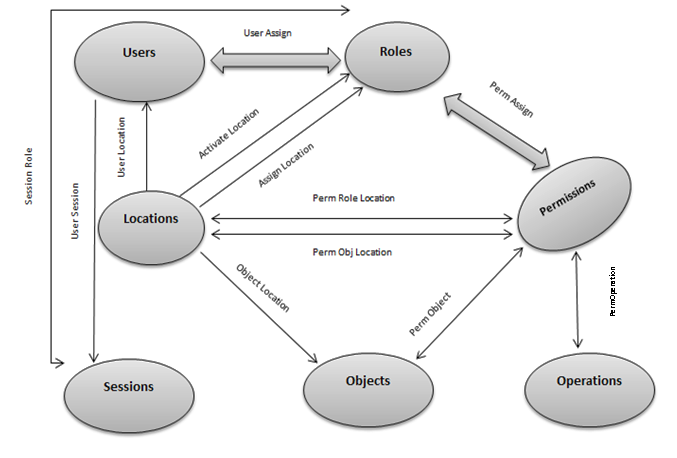 User Assign
Users
Roles
Perm Assign
Activate Location
User Location
Assign Location
Session Role
User Session
Perm Role Location
Permissions
Locations
Perm Obj Location
Object Location
Perm Object
PermOperation
Sessions
Objects
Operations